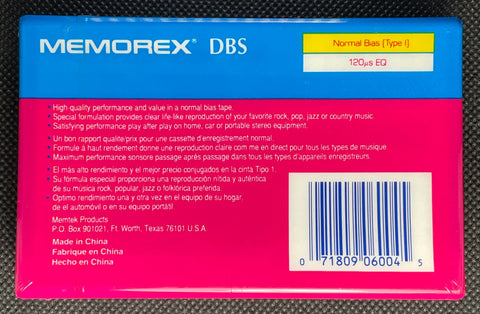 MEMOREX® DBS
Normal Bias [Type I]
120µs EQ
• High-quality performance and value in a normal bias tape.
• Special formulation provides clear life-like reproduction of your favorite rock, pop, jazz or country music.
• Satisfying performance play after play on home, car or portable stereo equipment.
• Un bon rapport qualité/prix pour une cassette d'enregistrement normal.
• Formule à haut rendement donne une reproduction claire com me en direct pour tous les types de musique.
• Maximum performance sonsore passage après passage dans tous les types d'appareils enregistreurs.
• El más alto rendimiento y el mejor precio conjugados en la cinta Tipo 1.
• Su fórmula especial proporciona una reproducción nítida y auténtica
de su música rock, popular, jazz o folklórica preferida.
• Optimo rendimiento una y otra vez en el equipo de su hogar,
de el automóvil o en su equipo portátil.
Memtek Products
P.O. Box 901021, Ft. Worth, Texas 76101 U.S.A.
Made in China
Fabrique en China
Hecho en China
0 71809 06004 5